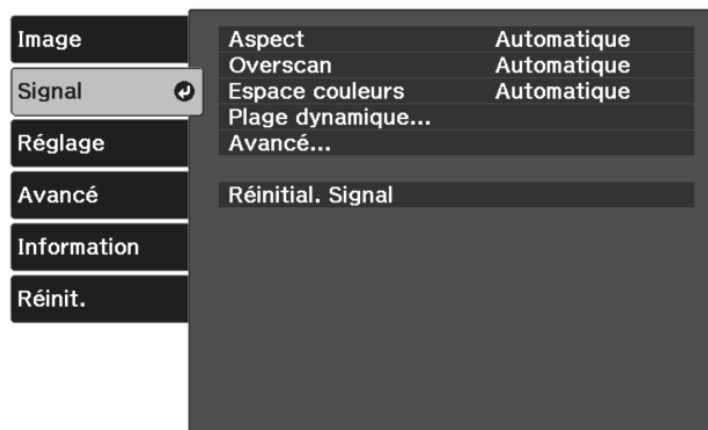 Image
Signal
Réglage
Avancé
Information
Réinit.
Aspect Automatique
Overscan Automatique
Espace couleurs Automatique
Plage dynamique...
Avancé...
Réinitial. Signal